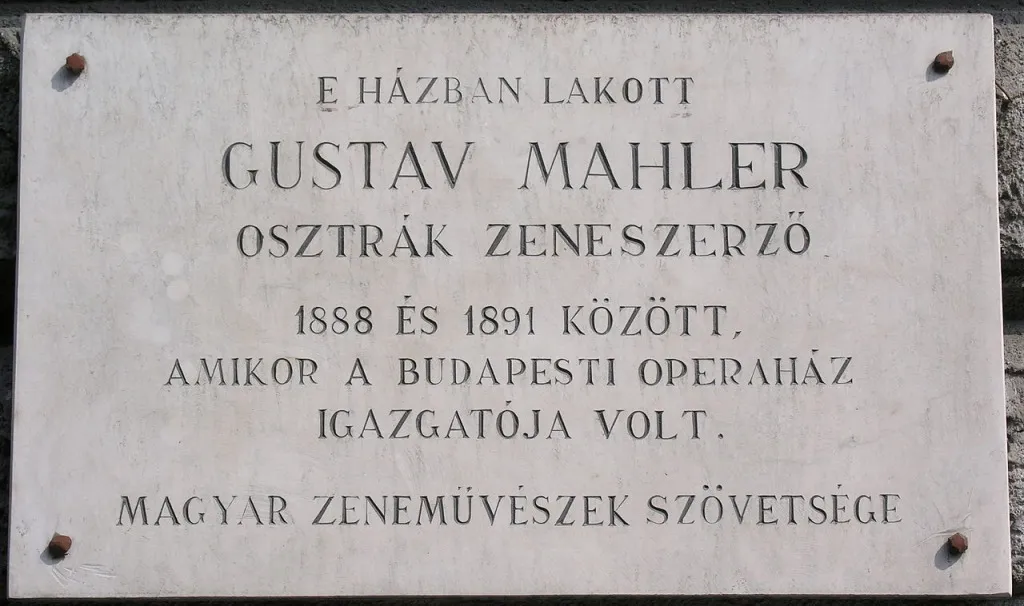 E HÁZBAN LAKOTT
GUSTAV MAHLER
OSZTRÁK ZENESZERZŐ
1888 ÉS 1891 KÖZÖTT,
AMIKOR A BUDAPESTI OPERAHÁZ
IGAZGATÓJA VOLT.
MAGYAR ZENEMŰVÉSZEK SZÖVETSÉGE